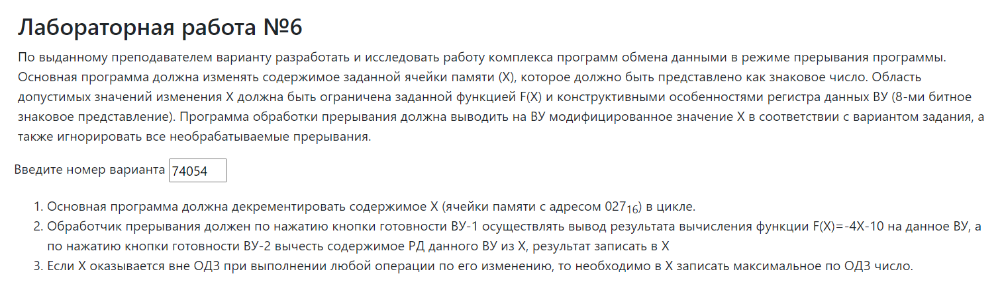 Лабораторная работа №6
По выданному преподавателем варианту разработать и исследовать работу комплекса программ обмена данными в режиме прерывания программы.
Основная программа должна изменять содержимое заданной ячейки памяти (X), которое должно быть представлено как знаковое число. Область
допустимых значений изменения X должна быть ограничена заданной функцией F(X) и конструктивными особенностями регистра данных ВУ (8-ми битное
знаковое представление). Программа обработки прерывания должна выводить на ВУ модифицированное значение X в соответствии с вариантом задания, а
также игнорировать все необрабатываемые прерывания.
Введите номер варианта 74054
1. Основная программа должна декрементировать содержимое X (ячейки памяти с адресом 027₁₆) в цикле.
2. Обработчик прерывания должен по нажатию кнопки готовности ВУ-1 осуществлять вывод результата вычисления функции F(X)=-4X-10 на данное ВУ, а
по нажатию кнопки готовности ВУ-2 вычесть содержимое РД данного ВУ из X, результат записать в X
3. Если X оказывается вне ОДЗ при выполнении любой операции по его изменению, то необходимо в X записать максимальное по ОДЗ число.